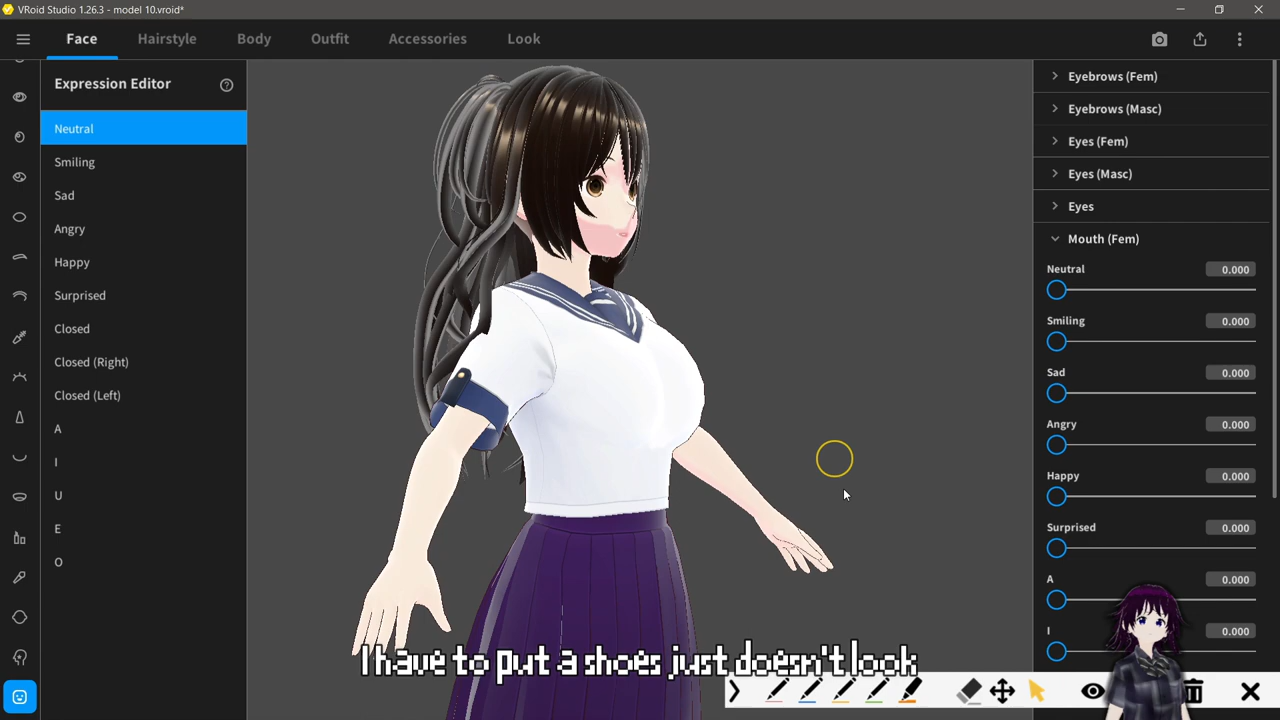 VRoid Studio 1.26.3 - model 10.vroid*
Face
Hairstyle
Body
Outfit
Accessories
Look
Expression Editor
Neutral
Smiling
Sad
Angry
Happy
Surprised
Closed
Closed (Right)
Closed (Left)
A
I
U
E
O
Eyebrows (Fem)
Eyebrows (Masc)
Eyes (Fem)
Eyes (Masc)
Eyes
Mouth (Fem)
Neutral 0.000
Smiling 0.000
Sad 0.000
Angry 0.000
Happy 0.000
Surprised 0.000
A 0.000
I 0.000
I have to put a shoes just doesn't look